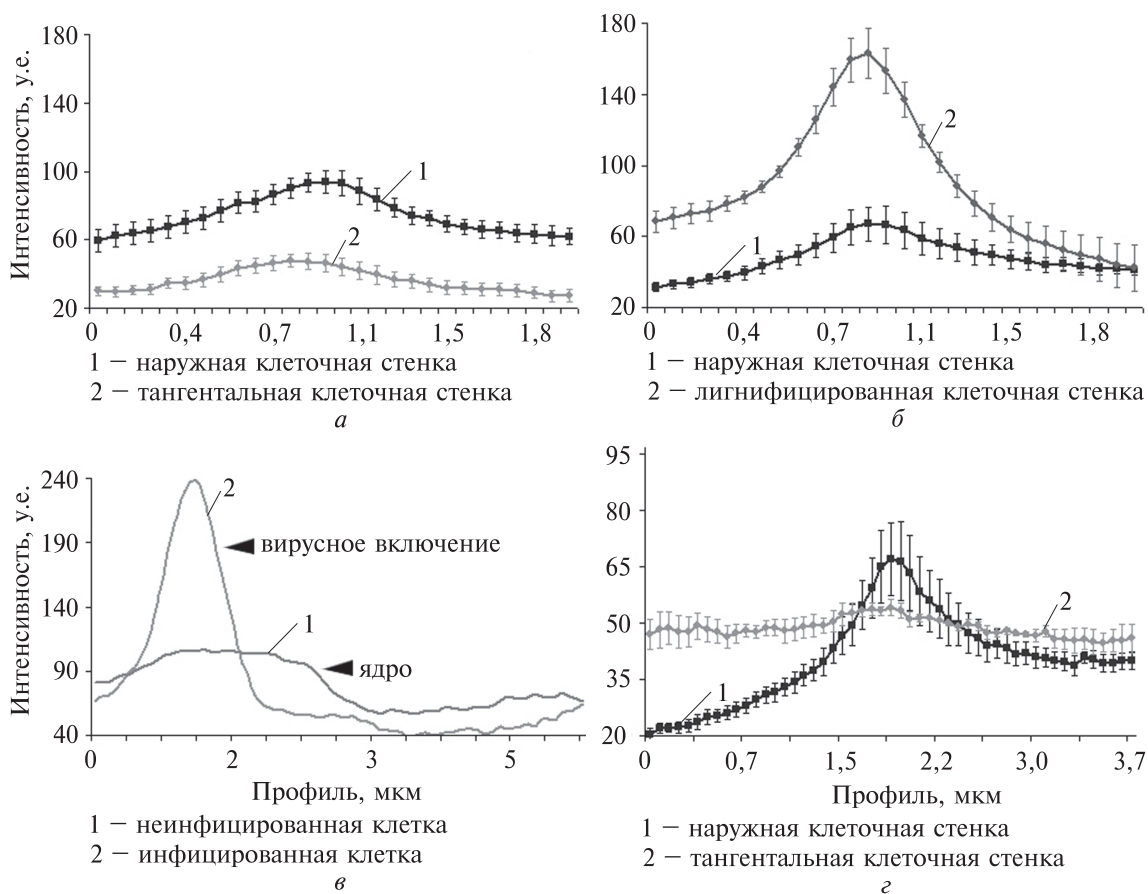 Интенсивность, у.е.
180
140
100
60
20
1
2
0
0,4
0,7
1,1
1,5
1,8
1 – наружная клеточная стенка
2 – тангентальная клеточная стенка
а
180
140
100
60
20
2
1
0
0,4
0,7
1,1
1,5
1,8
1 – наружная клеточная стенка
2 – лигнифицированная клеточная стенка
б
Интенсивность, у.е.
240
190
140
90
40
2
вирусное включение
1
ядро
0
2
3
5
Профиль, мкм
1 – неинфицированная клетка
2 – инфицированная клетка
в
95
65
50
35
20
2
1
0
0,7
1,5
2,2
3,0
3,7
Профиль, мкм
1 – наружная клеточная стенка
2 – тангентальная клеточная стенка
г